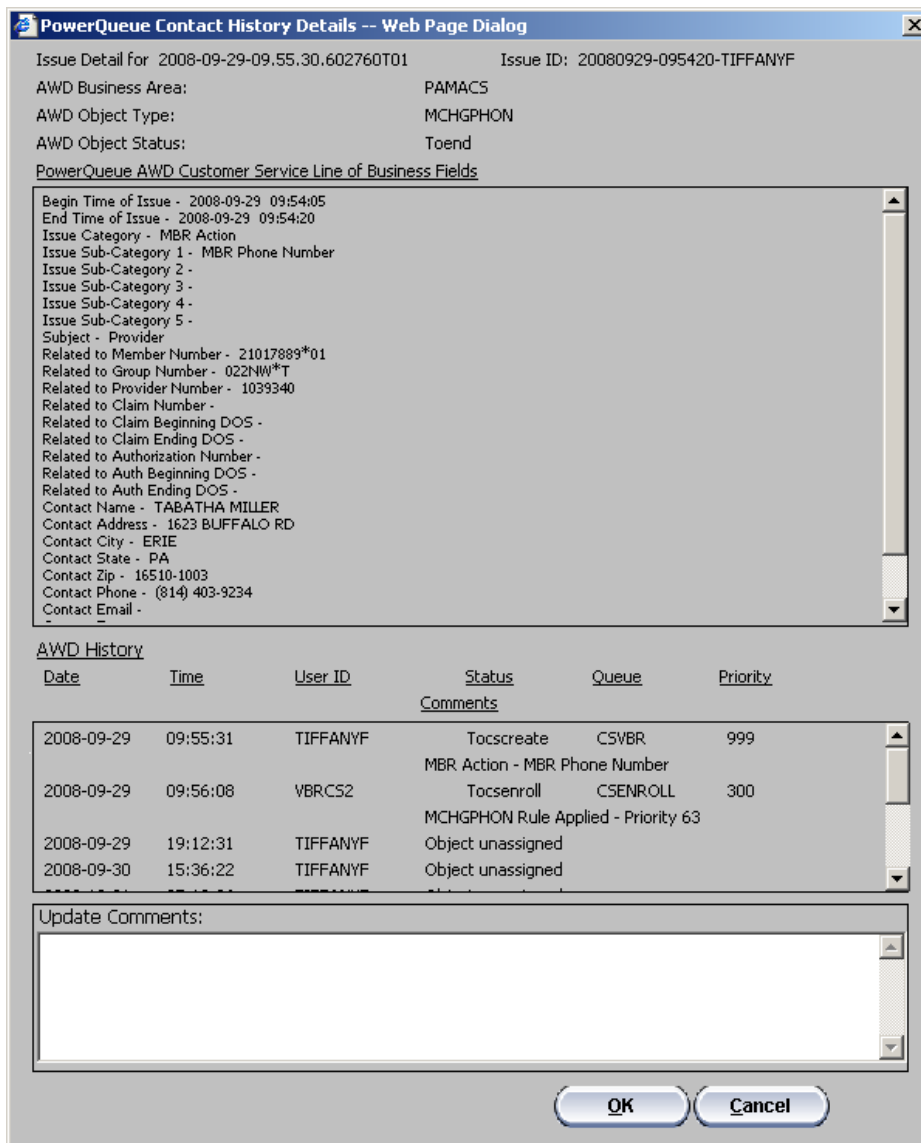 PowerQueue Contact History Details -- Web Page Dialog
Issue Detail for 2008-09-29-09.55.30.602760T01 Issue ID: 20080929-095420-TIFFANYF
AWD Business Area: PAMACS
AWD Object Type: MCHGPHON
AWD Object Status: Toend
PowerQueue AWD Customer Service Line of Business Fields
Begin Time of Issue - 2008-09-29 09:54:05
End Time of Issue - 2008-09-29 09:54:20
Issue Category - MBR Action
Issue Sub-Category 1 - MBR Phone Number
Issue Sub-Category 2 -
Issue Sub-Category 3 -
Issue Sub-Category 4 -
Issue Sub-Category 5 -
Subject - Provider
Related to Member Number - 21017889*01
Related to Group Number - 022NW*T
Related to Provider Number - 1039340
Related to Claim Number -
Related to Claim Beginning DOS -
Related to Claim Ending DOS -
Related to Authorization Number -
Related to Auth Beginning DOS -
Related to Auth Ending DOS -
Contact Name - TABATHA MILLER
Contact Address - 1623 BUFFALO RD
Contact City - ERIE
Contact State - PA
Contact Zip - 16510-1003
Contact Phone - (814) 403-9234
Contact Email -
AWD History
Date Time User ID Status Queue Priority
Comments
2008-09-29 09:55:31 TIFFANYF Tocscreate CSVBR 999
MBR Action - MBR Phone Number
2008-09-29 09:56:08 VBRCS2 Tocsenroll CSENROLL 300
MCHGPHON Rule Applied - Priority 63
2008-09-29 19:12:31 TIFFANYF Object unassigned
2008-09-30 15:36:22 TIFFANYF Object unassigned
Update Comments:
OK Cancel